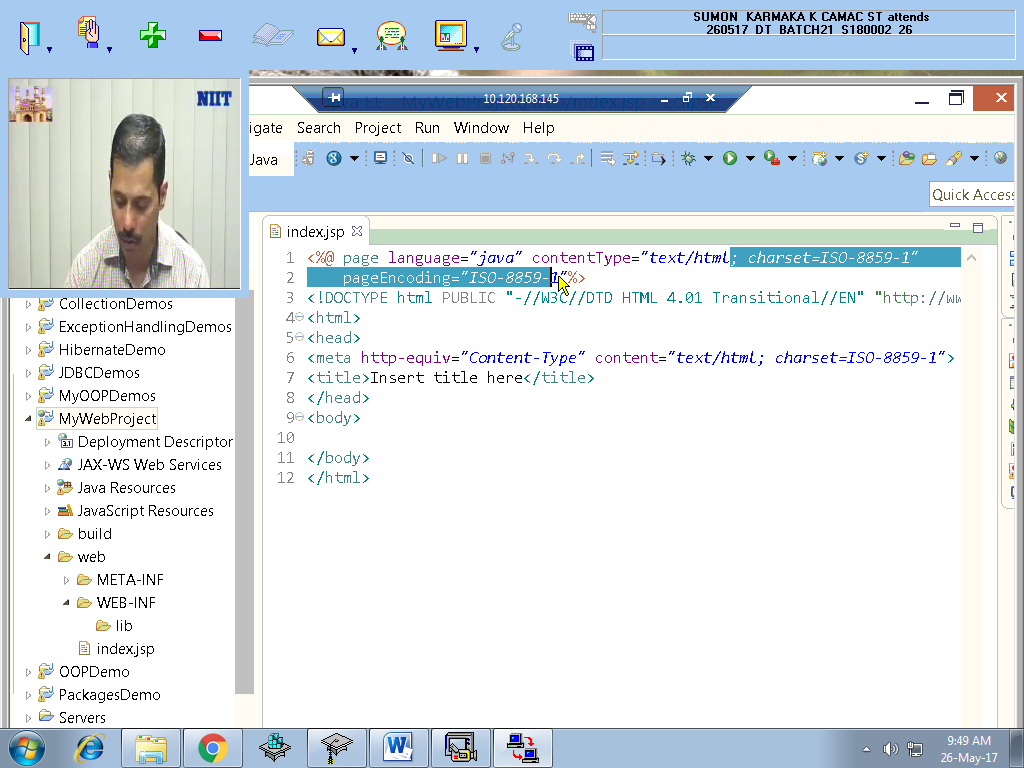 SUMON KARMAKA K CAMAC ST attends
260517_DT_BATCH21_S180002_26
NIIT
10.120.168.145
MyWebProject/index.jsp
igate Search Project Run Window Help
Java
Quick Access
index.jsp
1 <%@ page language="java" contentType="text/html; charset=ISO-8859-1"
2 pageEncoding="ISO-8859-1"%>
3 <!DOCTYPE html PUBLIC "-//W3C//DTD HTML 4.01 Transitional//EN" "http://ww
4 <html>
5 <head>
6 <meta http-equiv="Content-Type" content="text/html; charset=ISO-8859-1">
7 <title>Insert title here</title>
8 </head>
9 <body>
10
11 </body>
12 </html>
CollectionDemos
ExceptionHandlingDemos
HibernateDemo
JDBCDemos
MyOOPDemos
MyWebProject
Deployment Descriptor
JAX-WS Web Services
Java Resources
JavaScript Resources
build
web
META-INF
WEB-INF
lib
index.jsp
OOPDemo
PackagesDemo
Servers
9:49 AM
26-May-17